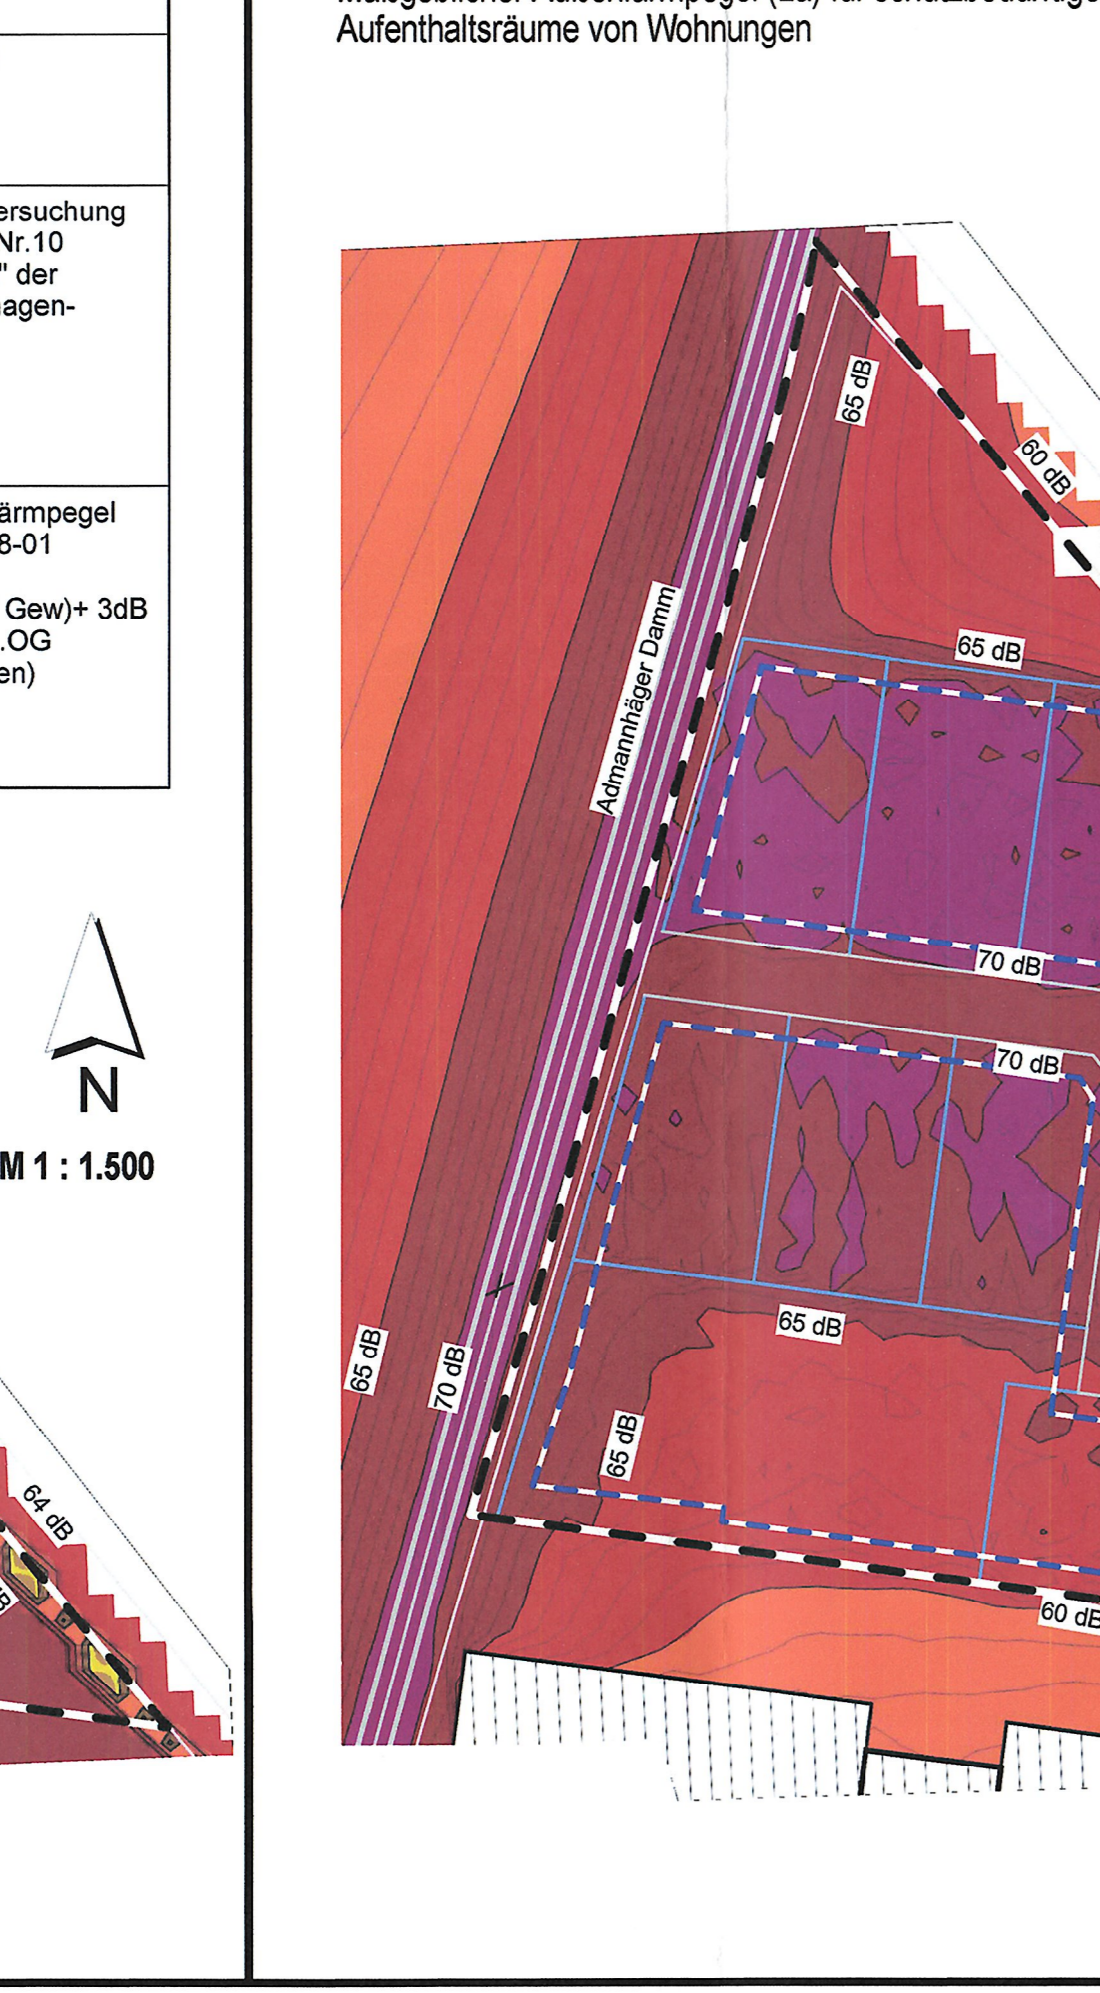 Aufenthaltsräume von Wohnungen
ersuchung
Nr.10
" der
hagen-
ärmpegel
8-01
Gew)+ 3dB
.OG
en)
N
M 1 : 1.500
64 dB
65 dB
60 dB
Admannhäger Damm
65 dB
70 dB
70 dB
65 dB
65 dB
70 dB
65 dB
60 dB